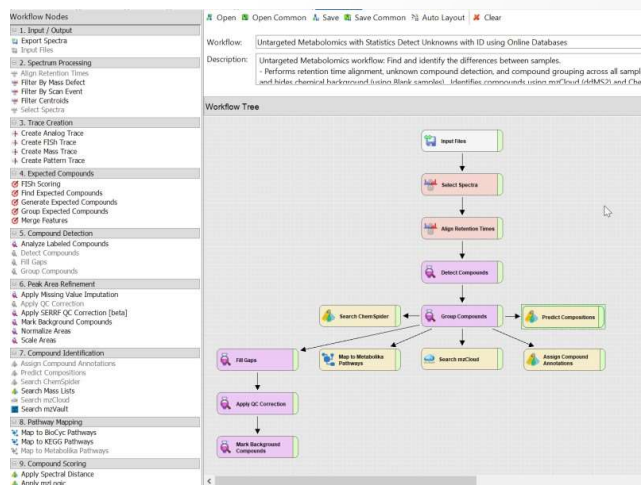 Workflow Nodes
1. Input / Output
Export Spectra
Input Files
2. Spectrum Processing
Align Retention Times
Filter By Mass Defect
Filter By Scan Event
Filter Centroids
Select Spectra
3. Trace Creation
Create Analog Trace
Create FISh Trace
Create Mass Trace
Create Pattern Trace
4. Expected Compounds
FISh Scoring
Find Expected Compounds
Generate Expected Compounds
Group Expected Compounds
Merge Features
5. Compound Detection
Analyze Labeled Compounds
Detect Compounds
Fill Gaps
Group Compounds
6. Peak Area Refinement
Apply Missing Value Imputation
Apply QC Correction
Apply SERRF QC Correction [beta]
Mark Background Compounds
Normalize Areas
Scale Areas
7. Compound Identification
Assign Compound Annotations
Predict Compositions
Search ChemSpider
Search Mass Lists
Search mzCloud
Search mzVault
8. Pathway Mapping
Map to BioCyc Pathways
Map to KEGG Pathways
Map to Metabolika Pathways
9. Compound Scoring
Apply Spectral Distance
Apply mzLogic
Open Open Common Save Save Common Auto Layout Clear
Workflow: Untargeted Metabolomics with Statistics Detect Unknowns with ID using Online Databases
Description: Untargeted Metabolomics workflow: Find and identify the differences between samples.
- Performs retention time alignment, unknown compound detection, and compound grouping across all sampl
and hides chemical background (using Blank samples). Identifies compounds using mzCloud (ddMS2) and Che
Workflow Tree
Input Files
Select Spectra
Align Retention Times
Detect Compounds
Search ChemSpider
Group Compounds
Predict Compositions
Fill Gaps
Map to Metabolika
Pathways
Search mzCloud
Assign Compound
Annotations
Apply QC Correction
Mark Background
Compounds